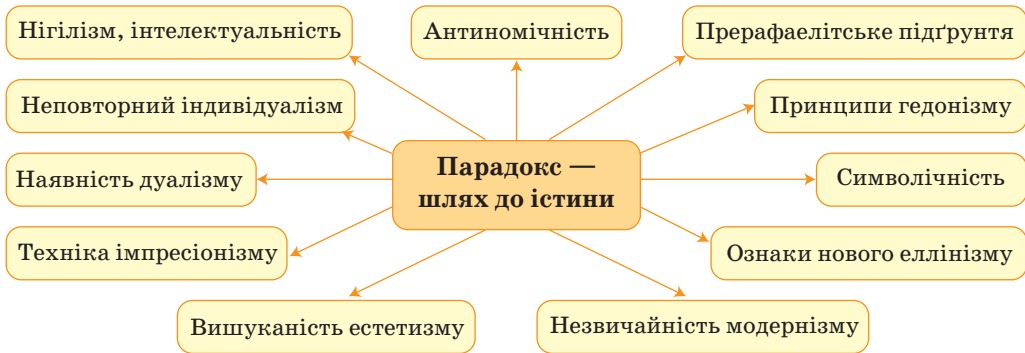 Нігілізм, інтелектуальність
Антиномічність
Прерафаелітське підґрунтя
Неповторний індивідуалізм
Принципи гедонізму
Парадокс —
шлях до істини
Наявність дуалізму
Символічність
Техніка імпресіонізму
Ознаки нового еллінізму
Вишуканість естетизму
Незвичайність модернізму